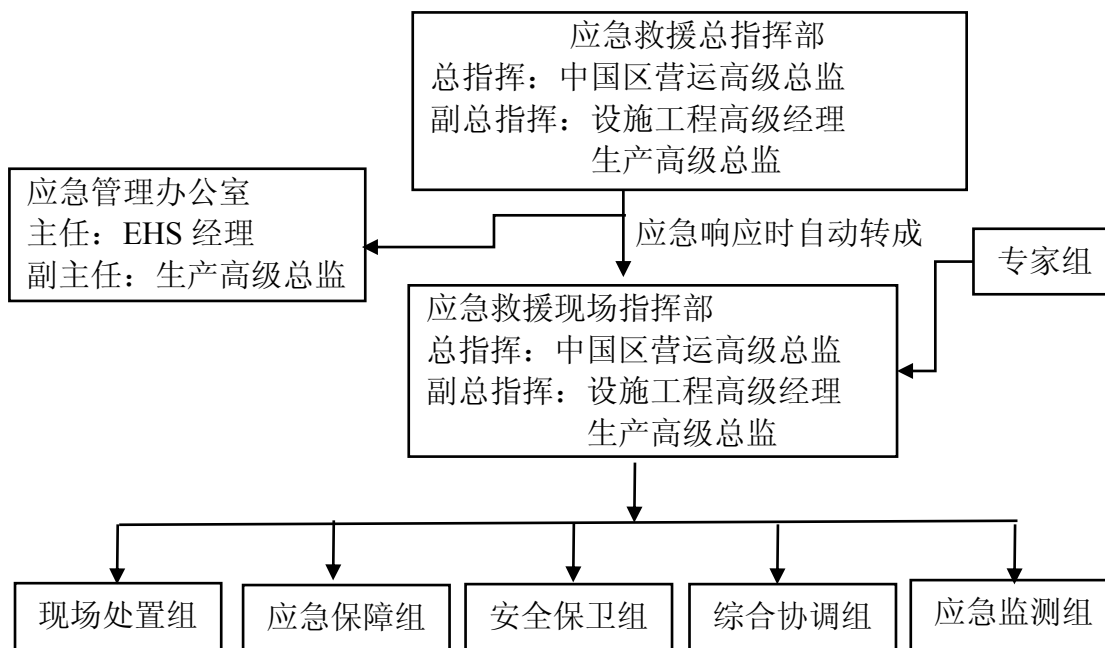 应急救援总指挥部
总指挥：中国区营运高级总监
副总指挥：设施工程高级经理
生产高级总监
应急管理办公室
主任：EHS 经理
副主任：生产高级总监
应急响应时自动转成
专家组
应急救援现场指挥部
总指挥：中国区营运高级总监
副总指挥：设施工程高级经理
生产高级总监
现场处置组
应急保障组
安全保卫组
综合协调组
应急监测组